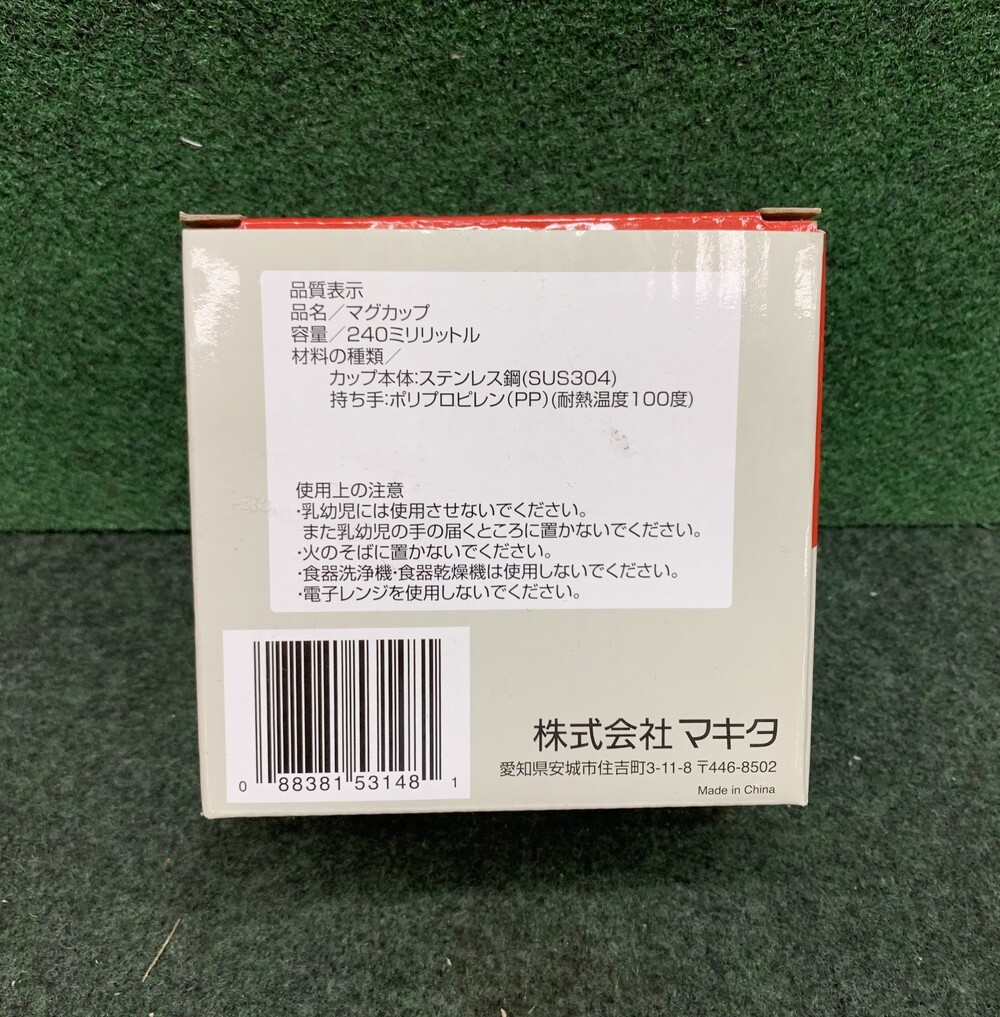 品質表示
品名／マグカップ
容量／240ミリリットル
材料の種類／
カップ本体:ステンレス鋼(SUS304)
持ち手:ポリプロピレン(PP)(耐熱温度100度)
使用上の注意
・乳幼児には使用させないでください。
また乳幼児の手の届くところに置かないでください。
・火のそばに置かないでください。
・食器洗浄機・食器乾燥機は使用しないでください。
・電子レンジを使用しないでください。
0 88381 53148 1
株式会社 マキタ
愛知県安城市住吉町3-11-8 〒446-8502
Made in China